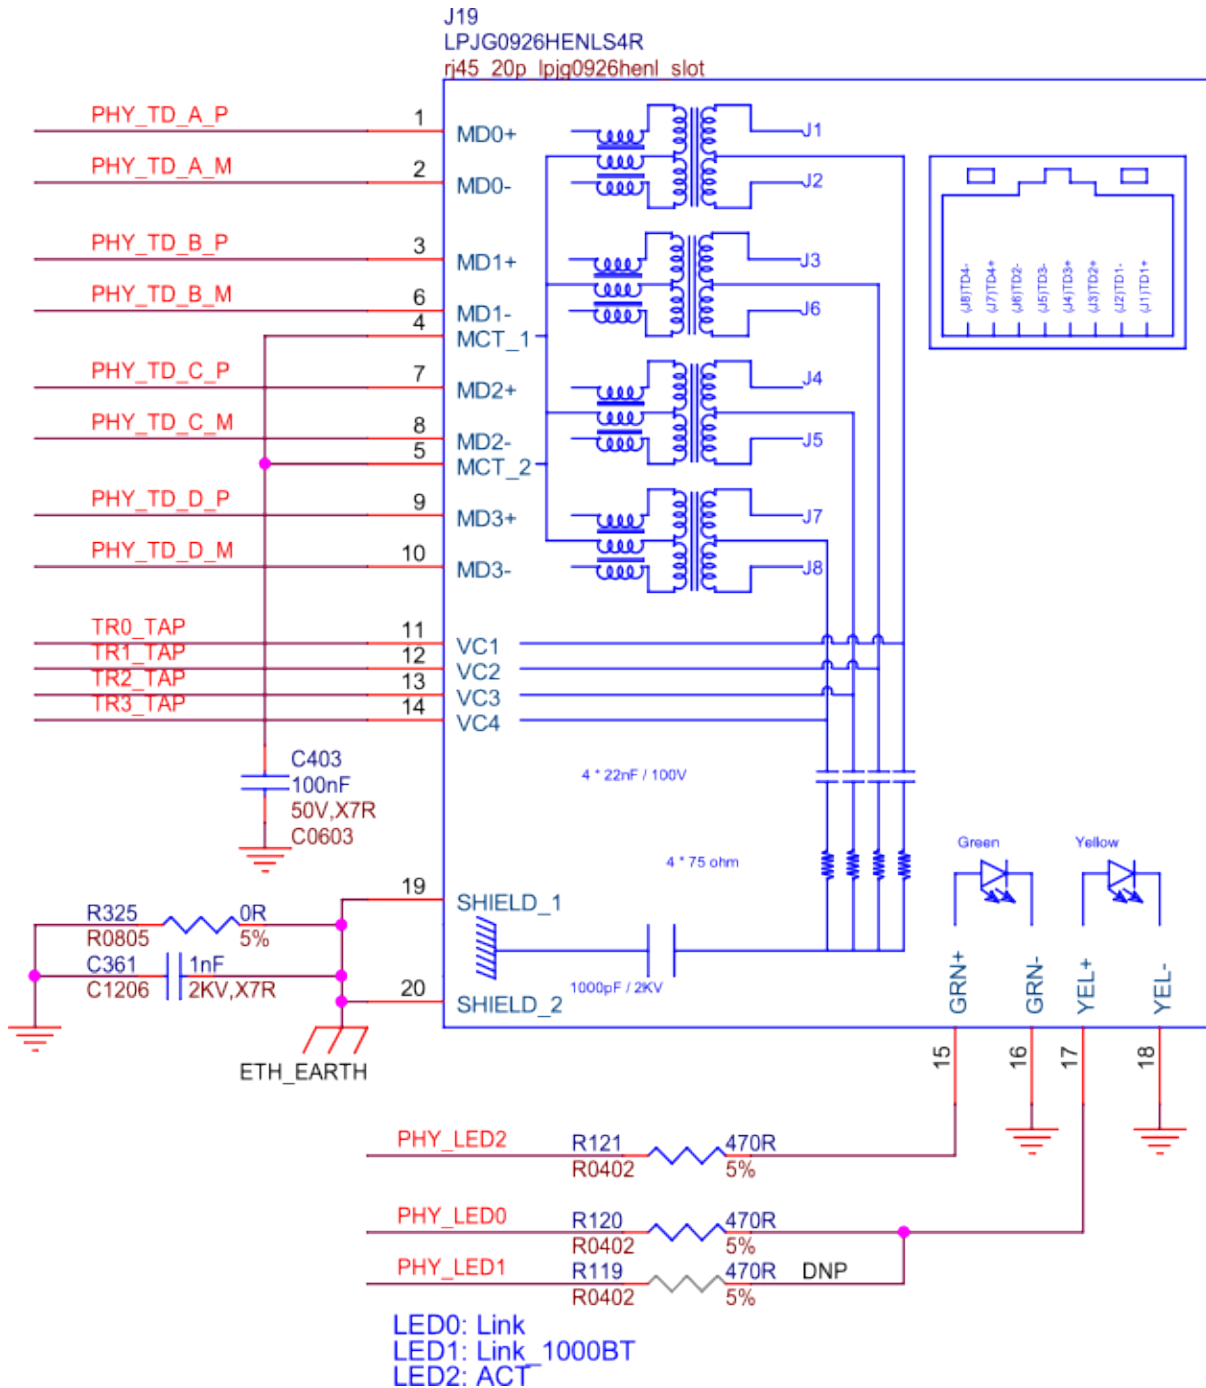 J19
LPJG0926HENLS4R
rj45_20p_lpjg0926henl_slot
PHY_TD_A_P
1
MD0+
J1
PHY_TD_A_M
2
MD0-
J2
PHY_TD_B_P
3
MD1+
J3
PHY_TD_B_M
6
MD1-
J6
4
MCT_1
PHY_TD_C_P
7
MD2+
J4
PHY_TD_C_M
8
MD2-
J5
5
MCT_2
PHY_TD_D_P
9
MD3+
J7
PHY_TD_D_M
10
MD3-
J8
(J8)TD4-
(J7)TD4+
(J6)TD2-
(J5)TD3-
(J4)TD3+
(J3)TD2+
(J2)TD1-
(J1)TD1+
TR0_TAP
11
VC1
TR1_TAP
12
VC2
TR2_TAP
13
VC3
TR3_TAP
14
VC4
C403
100nF
50V,X7R
C0603
4 * 22nF / 100V
4 * 75 ohm
Green
Yellow
19
SHIELD_1
R325
0R
R0805
5%
C361
1nF
C1206
2KV,X7R
20
SHIELD_2
1000pF / 2KV
ETH_EARTH
GRN+
GRN-
YEL+
YEL-
15
16
17
18
PHY_LED2
R121
470R
R0402
5%
PHY_LED0
R120
470R
R0402
5%
PHY_LED1
R119
470R
DNP
R0402
5%
LED0: Link
LED1: Link_1000BT
LED2: ACT